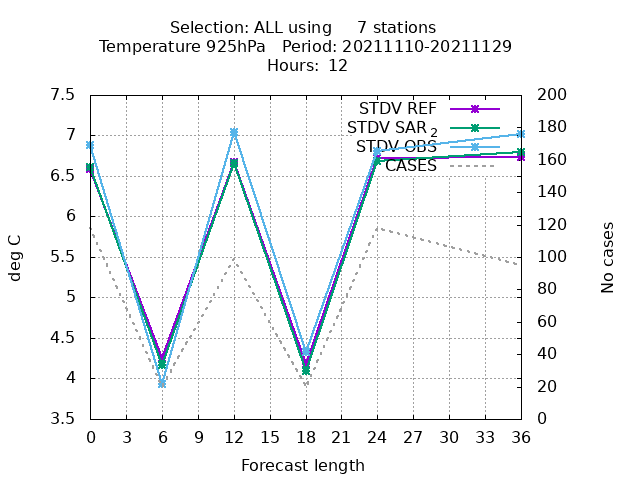 Selection: ALL using 7 stations
Temperature 925hPa Period: 20211110-20211129
Hours: 12
7.5
7
6.5
6
5.5
5
4.5
4
3.5
deg C
STDV REF
STDV SAR 2
STDV OBS
CASES
200
180
160
140
120
100
80
60
40
20
0
No cases
0 3 6 9 12 15 18 21 24 27 30 33 36
Forecast length